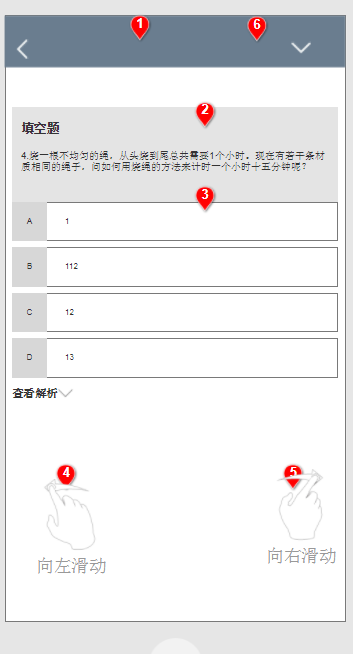 1
6
2
填空题
4.烧一根不均匀的绳，从头烧到尾总共需要1个小时。现在有若干条材
质相同的绳子，问如何用烧绳的方法来计时一个小时十五分钟呢？
3
A 1
B 112
C 12
D 13
查看解析
4
5
向左滑动
向右滑动